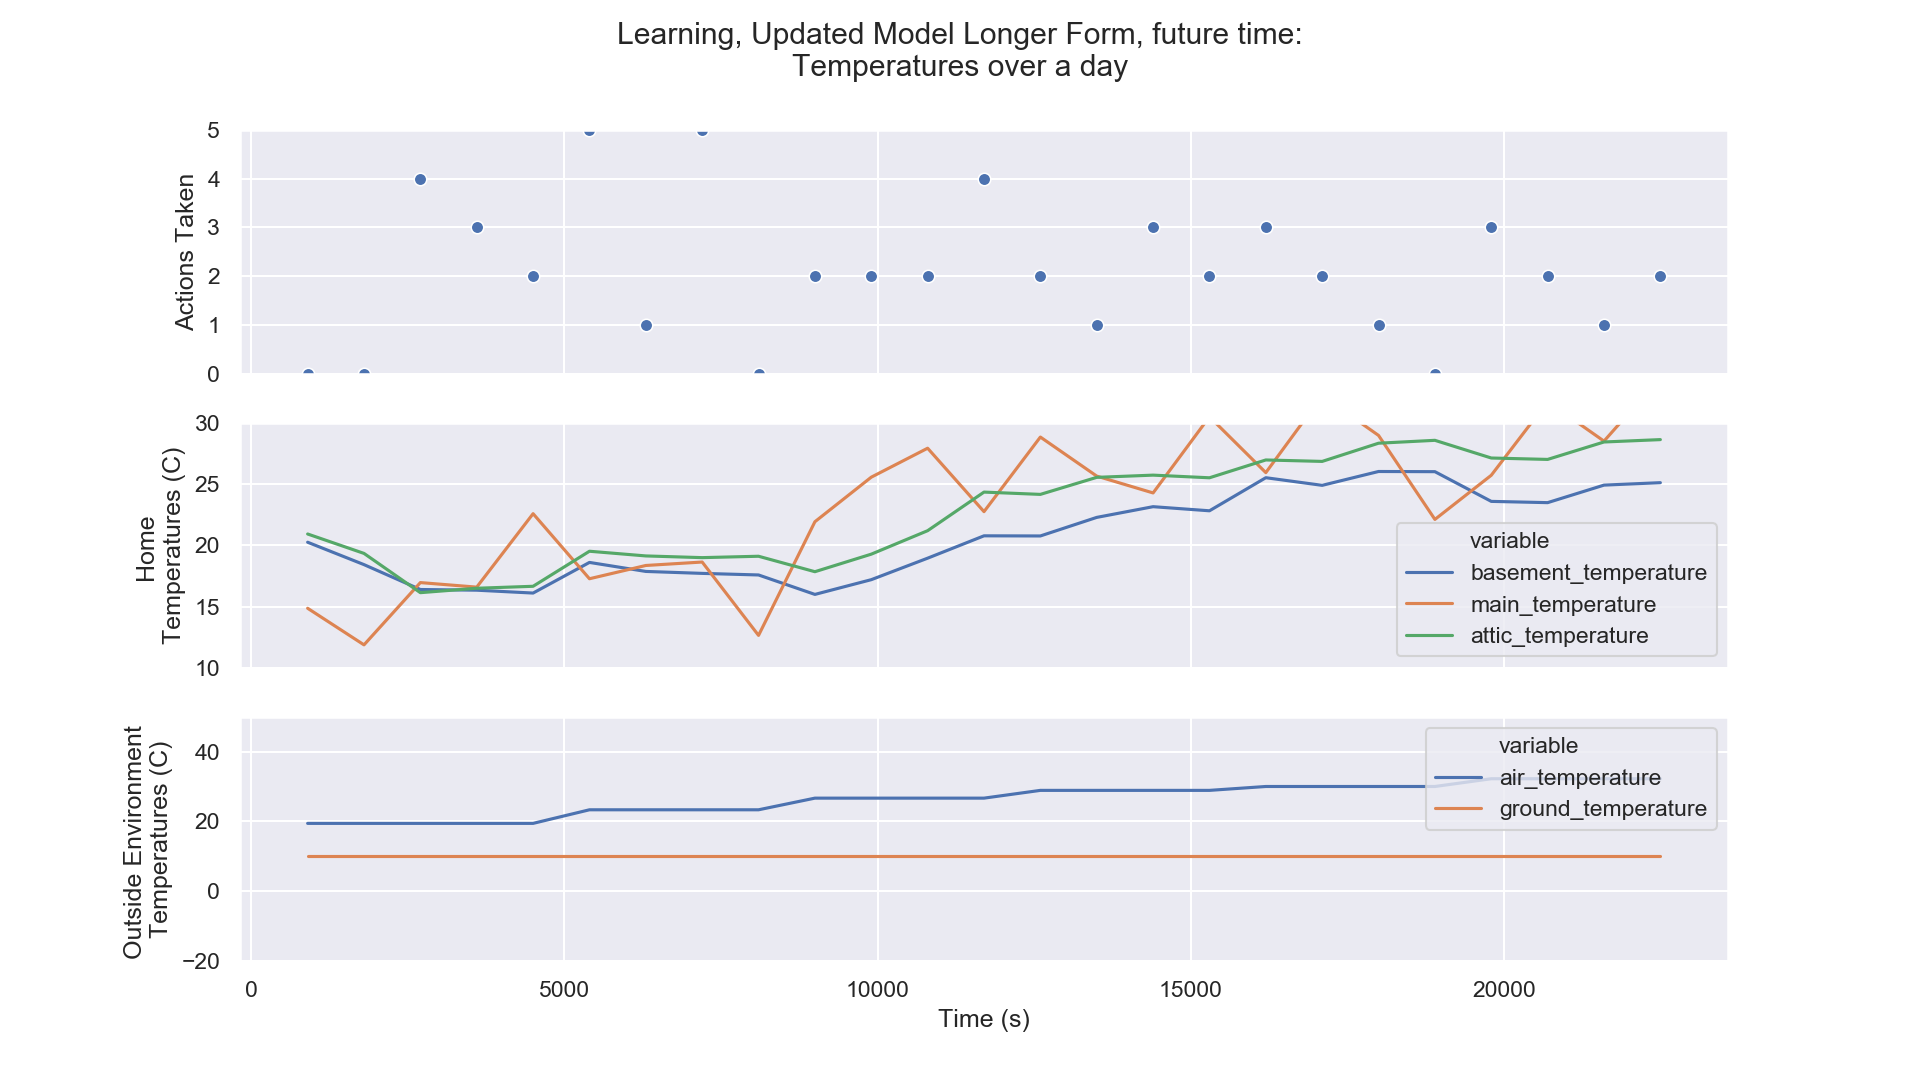 Learning, Updated Model Longer Form, future time:
Temperatures over a day
Actions Taken
5
4
3
2
1
0
Home
Temperatures (C)
30
25
20
15
10
variable
basement_temperature
main_temperature
attic_temperature
Outside Environment
Temperatures (C)
40
20
0
−20
variable
air_temperature
ground_temperature
0 5000 10000 15000 20000
Time (s)